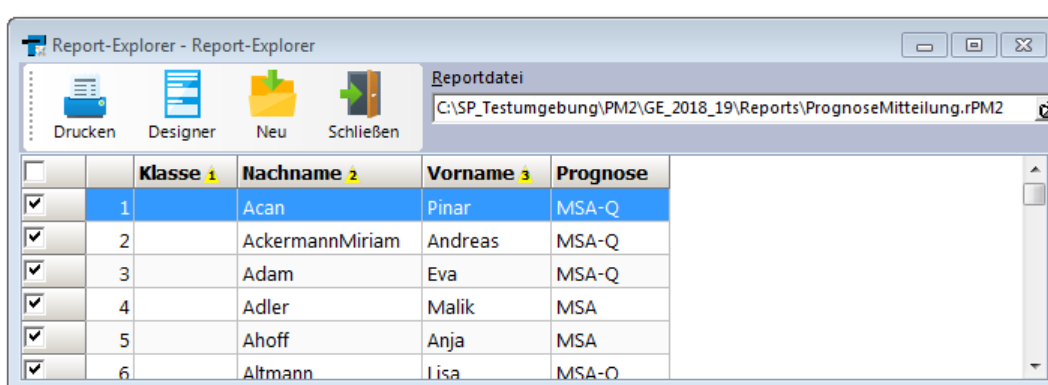 Report-Explorer - Report-Explorer
Reportdatei
C:\SP_Testumgebung\PM2\GE_2018_19\Reports\PrognoseMitteilung.rPM2
Drucken Designer Neu Schließen
Klasse 1 Nachname 2 Vorname 3 Prognose
1 Acan Pinar MSA-Q
2 AckermannMiriam Andreas MSA-Q
3 Adam Eva MSA-Q
4 Adler Malik MSA
5 Ahoff Anja MSA
6 Altmann Lisa MSA-Q